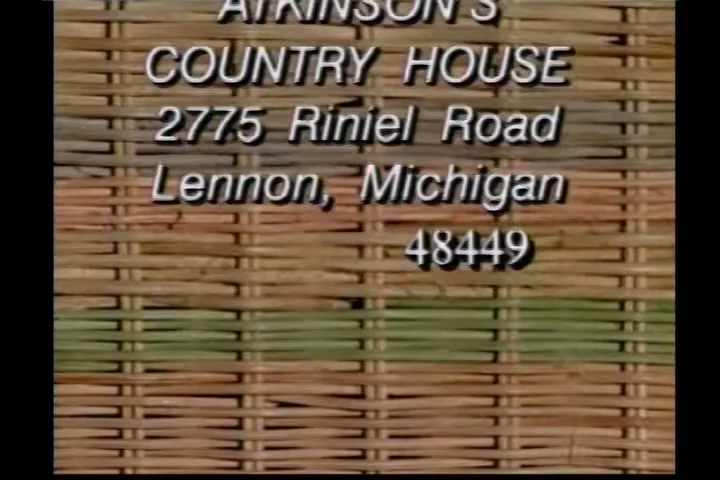 ATKINSON'S
COUNTRY HOUSE
2775 Riniel Road
Lennon, Michigan
48449